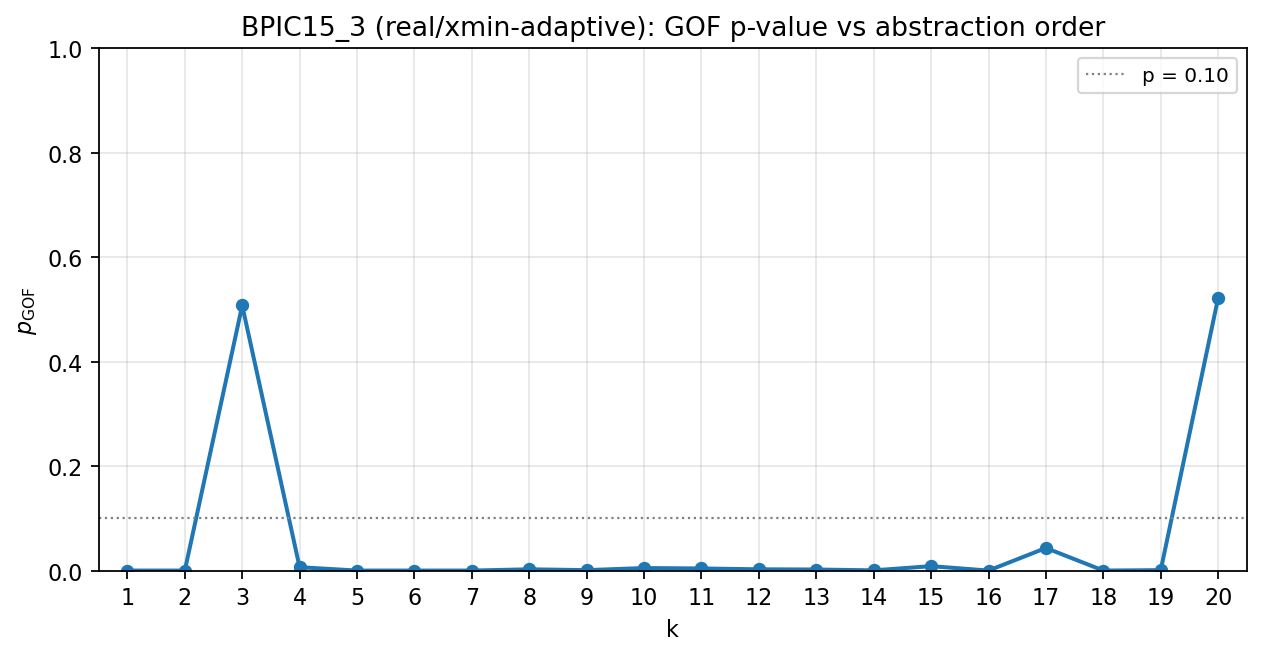 BPIC15_3 (real/xmin-adaptive): GOF p-value vs abstraction order
p = 0.10
1.0
0.8
0.6
0.4
0.2
0.0
pGOF
1 2 3 4 5 6 7 8 9 10 11 12 13 14 15 16 17 18 19 20
k